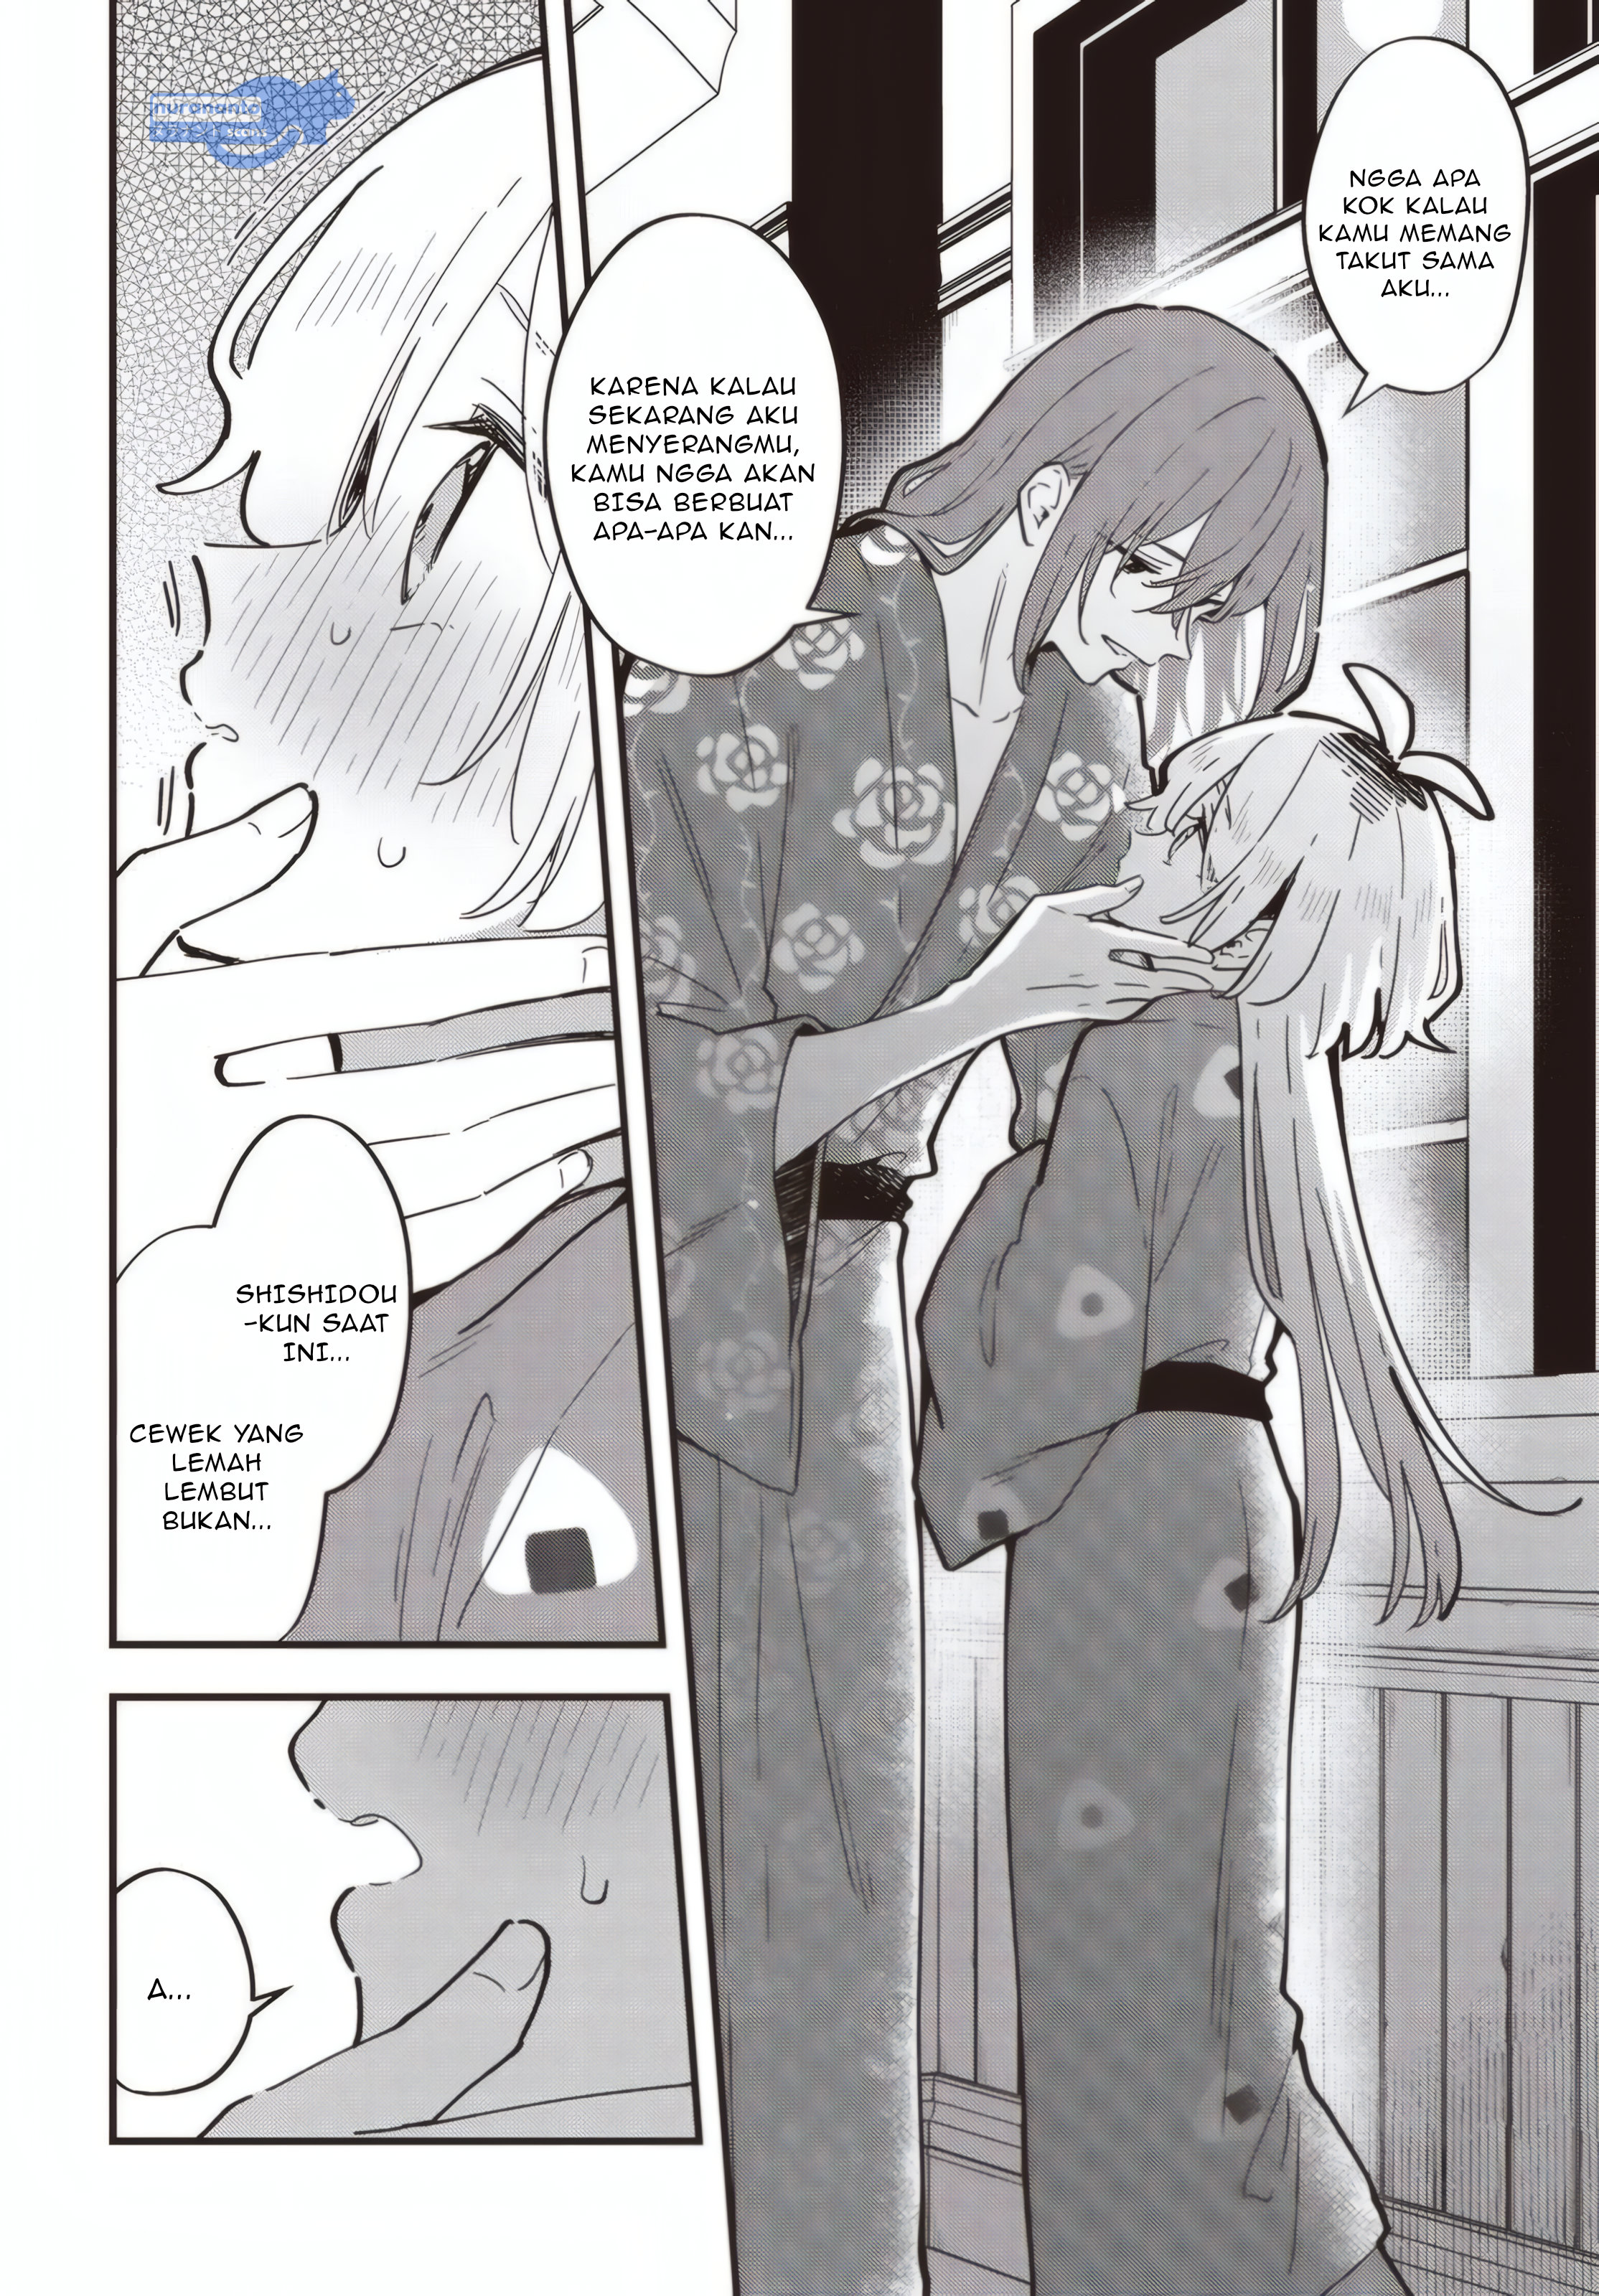 NGGA APA
KOK KALAU
KAMU MEMANG
TAKUT SAMA
AKU...
KARENA KALAU
SEKARANG AKU
MENYERANGMU,
KAMU NGGA AKAN
BISA BERBUAT
APA-APA KAN...
SHISHIDOU
-KUN SAAT
INI...
CEWEK YANG
LEMAH
LEMBUT
BUKAN...
A...
scans